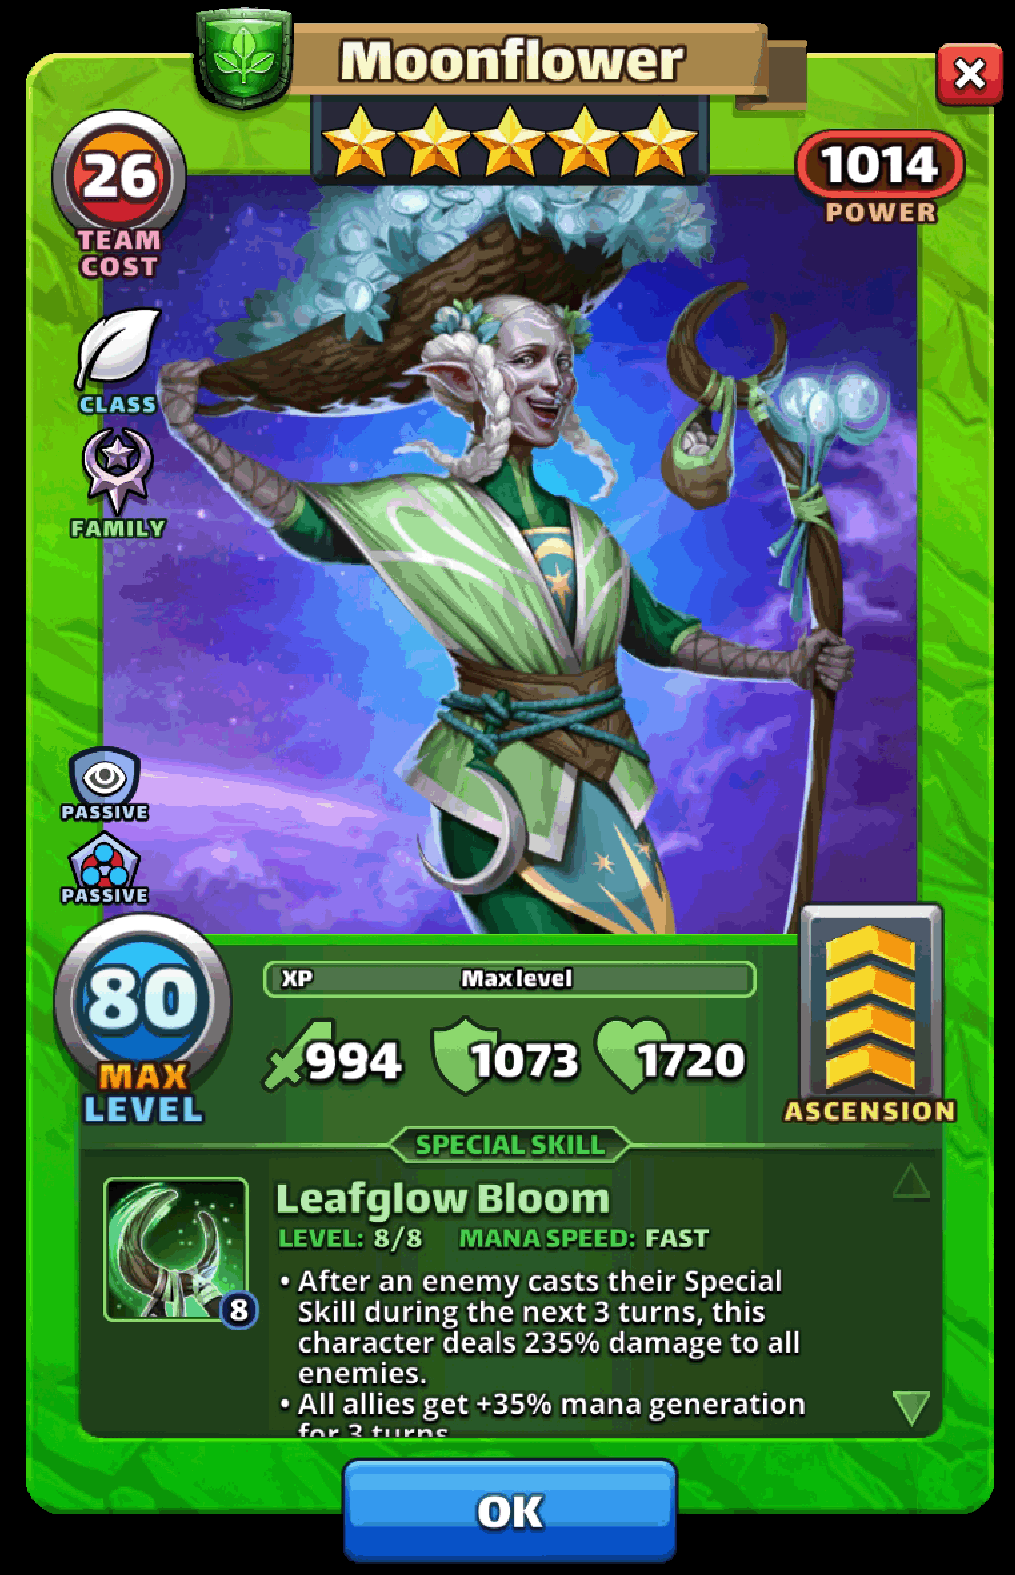 Moonflower
26
TEAM
COST
1014
POWER
CLASS
FAMILY
PASSIVE
PASSIVE
80
MAX
LEVEL
XP
Max level
994
1073
1720
ASCENSION
SPECIAL SKILL
Leafglow Bloom
LEVEL: 8/8 MANA SPEED: FAST
8
• After an enemy casts their Special
Skill during the next 3 turns, this
character deals 235% damage to all
enemies.
• All allies get +35% mana generation
for 3 turns
OK